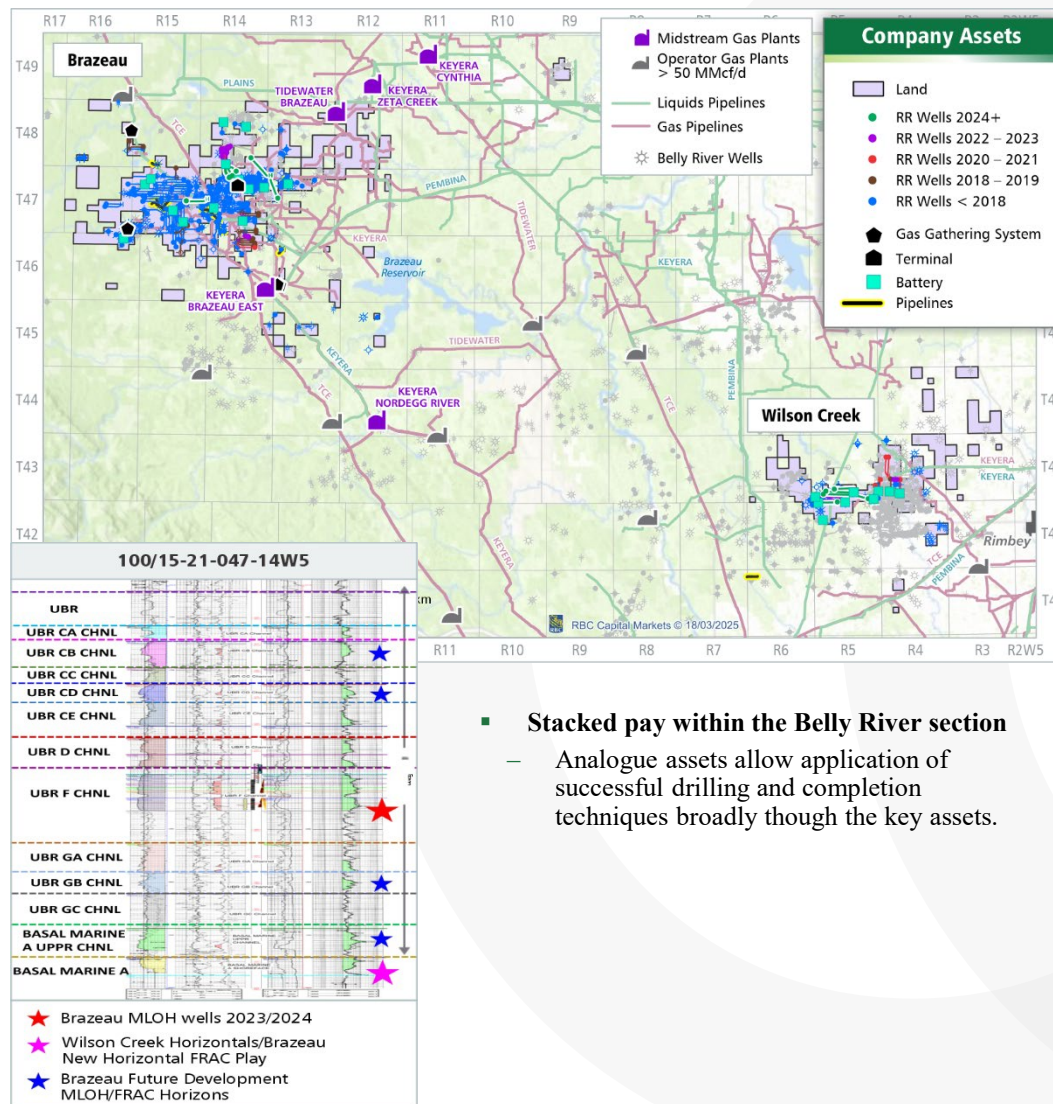 R17 R16 R15 R14 R13 R12 R11 R10 R9 R8 R7 R6 R5 R4 R3 R2W5
T49
T48
T47
T46
T45
T44
T43
T42
Brazeau
PLAINS
TCE
TIDEWATER
BRAZEAU
KEYERA
CYNTHIA
KEYERA
ZETA CREEK
PEMBINA
KEYERA
TIDEWATER
KEYERA
Brazeau
Reservoir
KEYERA
BRAZEAU EAST
KEYERA
TCE
TIDEWATER
KEYERA
NORDEGG RIVER
KEYERA
TCE
PEMBINA
Wilson Creek
KEYERA
KEYERA
TCE
PEMBINA
Rimbey
km
RBC Capital Markets © 18/03/2025
R11 R10 R9 R8 R7 R6 R5 R4 R3 R2W5
Midstream Gas Plants
Operator Gas Plants
> 50 MMcf/d
Liquids Pipelines
Gas Pipelines
Belly River Wells
Company Assets
Land
RR Wells 2024+
RR Wells 2022 – 2023
RR Wells 2020 – 2021
RR Wells 2018 – 2019
RR Wells < 2018
Gas Gathering System
Terminal
Battery
Pipelines
100/15-21-047-14W5
UBR
UBR CA CHNL
UBR CB CHNL
UBR CC CHNL
UBR CD CHNL
UBR CE CHNL
UBR D CHNL
UBR F CHNL
UBR GA CHNL
UBR GB CHNL
UBR GC CHNL
BASAL MARINE
A UPPR CHNL
BASAL MARINE A
Brazeau MLOH wells 2023/2024
Wilson Creek Horizontals/Brazeau
New Horizontal FRAC Play
Brazeau Future Development
MLOH/FRAC Horizons
▪ Stacked pay within the Belly River section
– Analogue assets allow application of
successful drilling and completion
techniques broadly though the key assets.